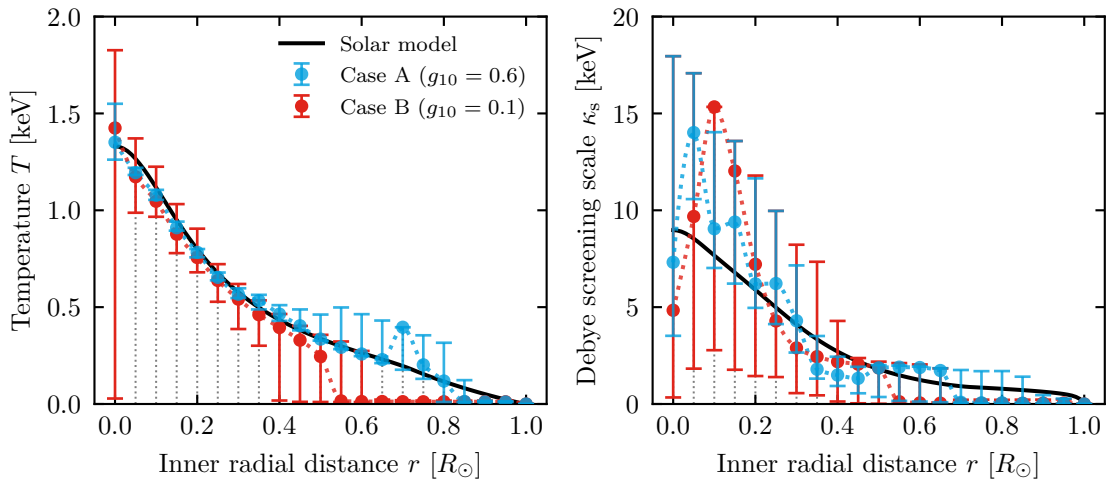 Temperature T [keV]
2.0
1.5
1.0
0.5
0.0
Solar model
Case A (g₁₀ = 0.6)
Case B (g₁₀ = 0.1)
0.0 0.2 0.4 0.6 0.8 1.0
Inner radial distance r [R⊙]
Debye screening scale κₛ [keV]
20
15
10
5
0
0.0 0.2 0.4 0.6 0.8 1.0
Inner radial distance r [R⊙]